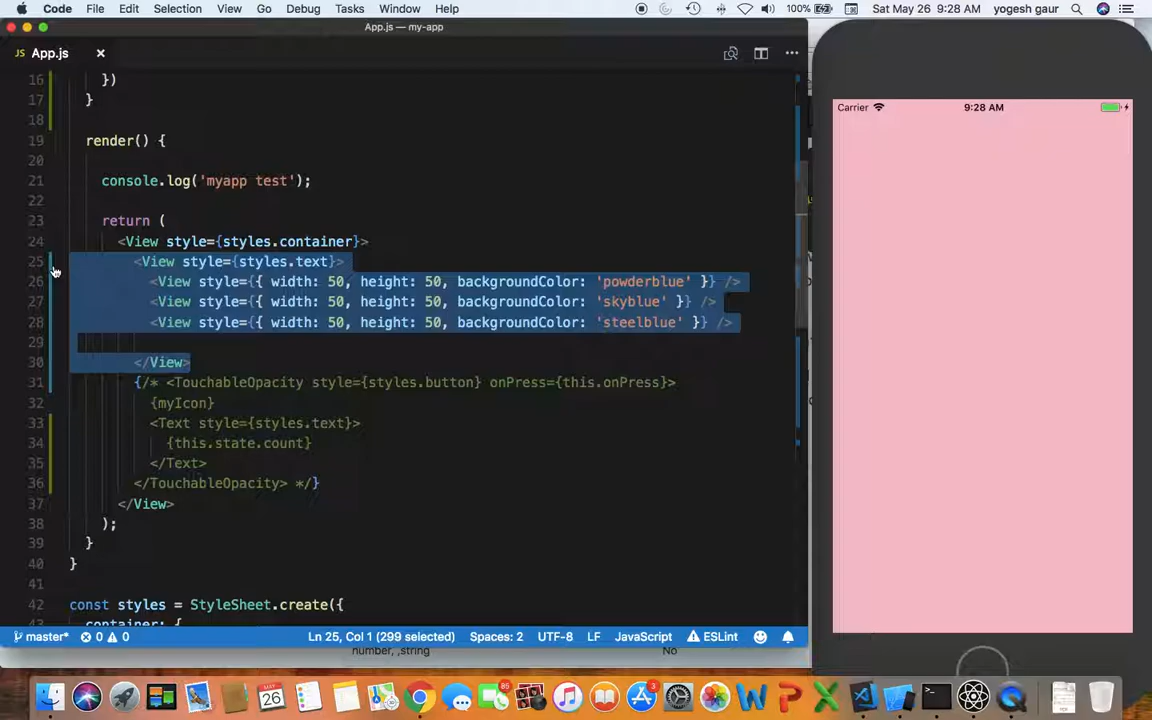 Code File Edit Selection View Go Debug Tasks Window Help 100% Sat May 26 9:28 AM yogesh gaur
App.js — my-app
JS App.js ×
16 })
17 }
18
19 render() {
20
21 console.log('myapp test');
22
23 return (
24 <View style={styles.container}>
25 <View style={styles.text}>
26 <View style={{ width: 50, height: 50, backgroundColor: 'powderblue' }} />
27 <View style={{ width: 50, height: 50, backgroundColor: 'skyblue' }} />
28 <View style={{ width: 50, height: 50, backgroundColor: 'steelblue' }} />
29
30 </View>
31 {/* <TouchableOpacity style={styles.button} onPress={this.onPress}>
32 {myIcon}
33 <Text style={styles.text}>
34 {this.state.count}
35 </Text>
36 </TouchableOpacity> */}
37 </View>
38 );
39 }
40 }
41
42 const styles = StyleSheet.create({
43 container: {
master* 0 0 Ln 25, Col 1 (299 selected) Spaces: 2 UTF-8 LF JavaScript ESLint
number, ,string No
Carrier 9:28 AM
26 85 3